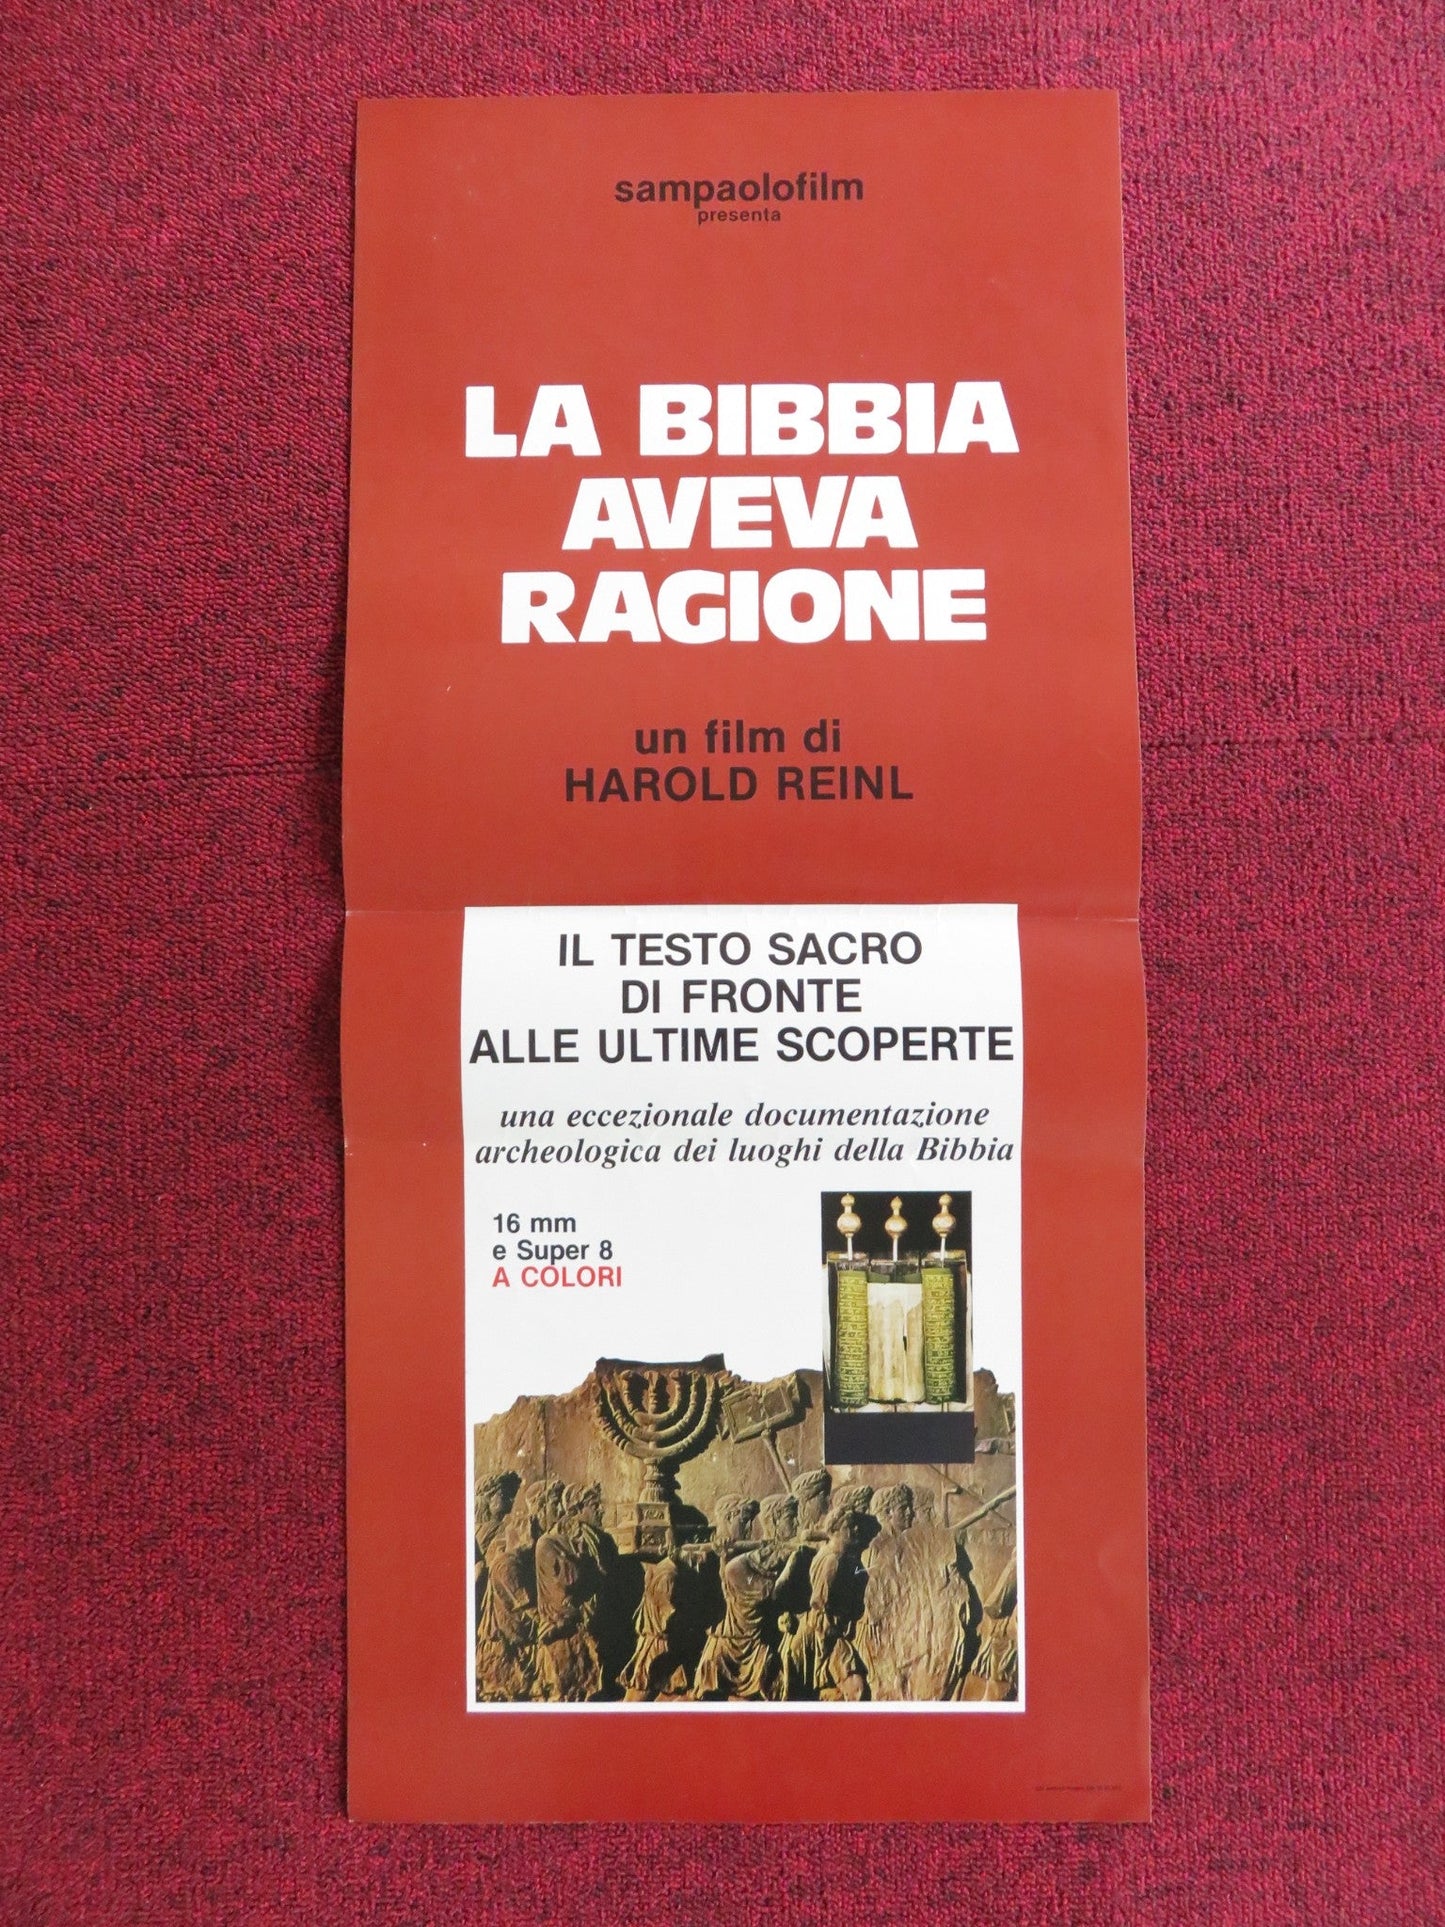 sampaolofilm
presenta
LA BIBBIA
AVEVA
RAGIONE
un film di
HAROLD REINL
IL TESTO SACRO
DI FRONTE
ALLE ULTIME SCOPERTE
una eccezionale documentazione
archeologica dei luoghi della Bibbia
16 mm
e Super 8
A COLORI